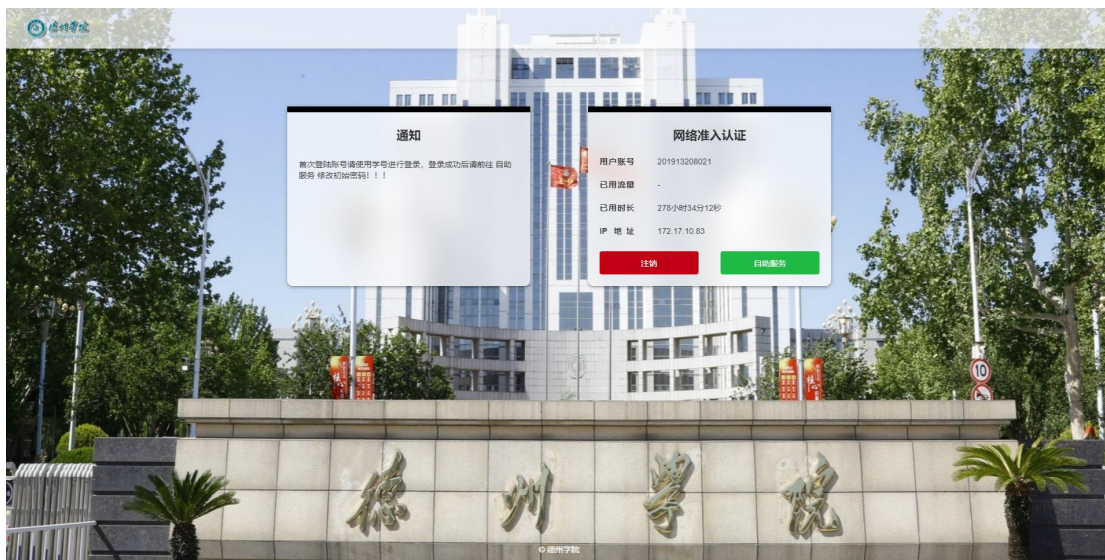 德州学院
通知
首次登陆账号请使用学号进行登录，登录成功后请前往 自助
服务 修改初始密码！！！
网络准入认证
用户账号 201913208021
已用流量 -
已用时长 278小时34分12秒
IP 地址 172.17.10.83
注销 自助服务
10
德州学院
© 德州学院